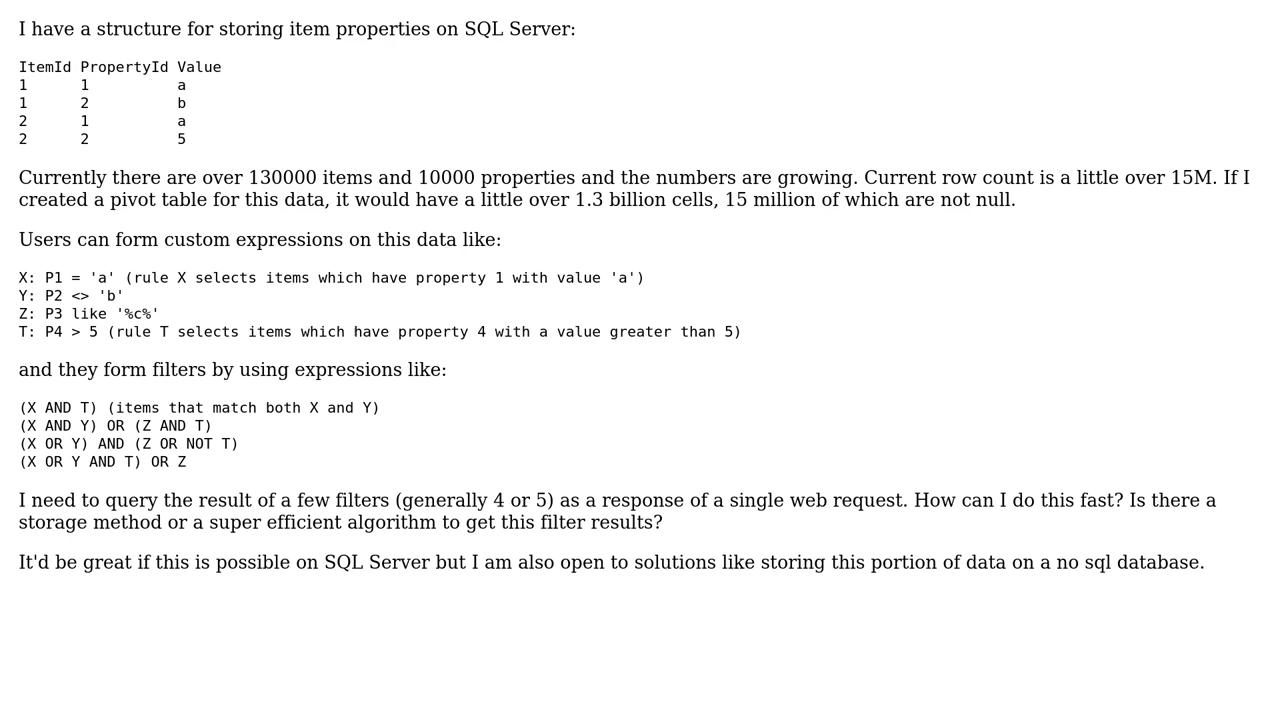 I have a structure for storing item properties on SQL Server:
ItemId PropertyId Value
1      1          a
1      2          b
2      1          a
2      2          5
Currently there are over 130000 items and 10000 properties and the numbers are growing. Current row count is a little over 15M. If I
created a pivot table for this data, it would have a little over 1.3 billion cells, 15 million of which are not null.
Users can form custom expressions on this data like:
X: P1 = 'a' (rule X selects items which have property 1 with value 'a')
Y: P2 <> 'b'
Z: P3 like '%c%'
T: P4 > 5 (rule T selects items which have property 4 with a value greater than 5)
and they form filters by using expressions like:
(X AND T) (items that match both X and Y)
(X AND Y) OR (Z AND T)
(X OR Y) AND (Z OR NOT T)
(X OR Y AND T) OR Z
I need to query the result of a few filters (generally 4 or 5) as a response of a single web request. How can I do this fast? Is there a
storage method or a super efficient algorithm to get this filter results?
It'd be great if this is possible on SQL Server but I am also open to solutions like storing this portion of data on a no sql database.